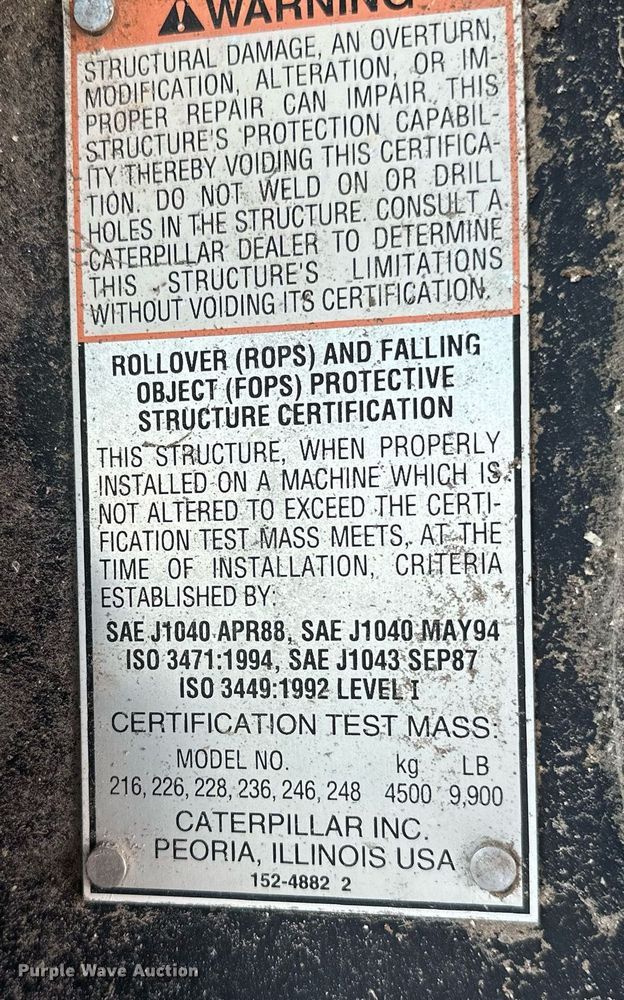 WARNING
STRUCTURAL DAMAGE, AN OVERTURN,
MODIFICATION, ALTERATION, OR IM-
PROPER REPAIR CAN IMPAIR THIS
STRUCTURE'S PROTECTION CAPABIL-
ITY THEREBY VOIDING THIS CERTIFICA-
TION. DO NOT WELD ON OR DRILL
HOLES IN THE STRUCTURE. CONSULT A
CATERPILLAR DEALER TO DETERMINE
THIS STRUCTURE'S LIMITATIONS
WITHOUT VOIDING ITS CERTIFICATION.
ROLLOVER (ROPS) AND FALLING
OBJECT (FOPS) PROTECTIVE
STRUCTURE CERTIFICATION
THIS STRUCTURE, WHEN PROPERLY
INSTALLED ON A MACHINE WHICH IS
NOT ALTERED TO EXCEED THE CERTI-
FICATION TEST MASS MEETS, AT THE
TIME OF INSTALLATION, CRITERIA
ESTABLISHED BY:
SAE J1040 APR88, SAE J1040 MAY94
ISO 3471:1994, SAE J1043 SEP87
ISO 3449:1992 LEVEL I
CERTIFICATION TEST MASS:
MODEL NO. kg LB
216, 226, 228, 236, 246, 248 4500 9,900
CATERPILLAR INC.
PEORIA, ILLINOIS USA
152-4882 2
Purple Wave Auction